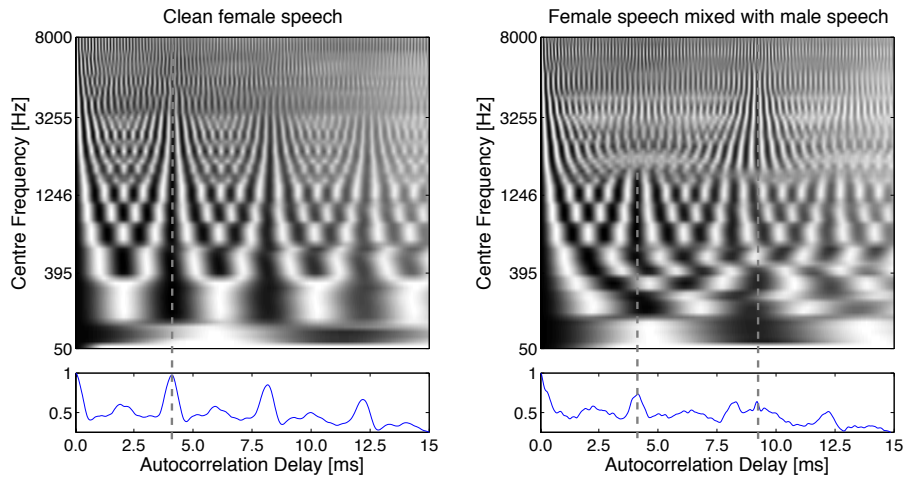 Clean female speech
8000
3255
1246
395
50
Centre Frequency [Hz]
1
0.5
0.0 2.5 5.0 7.5 10.0 12.5 15
Autocorrelation Delay [ms]
Female speech mixed with male speech
8000
3255
1246
395
50
Centre Frequency [Hz]
1
0.5
0.0 2.5 5.0 7.5 10.0 12.5 15
Autocorrelation Delay [ms]